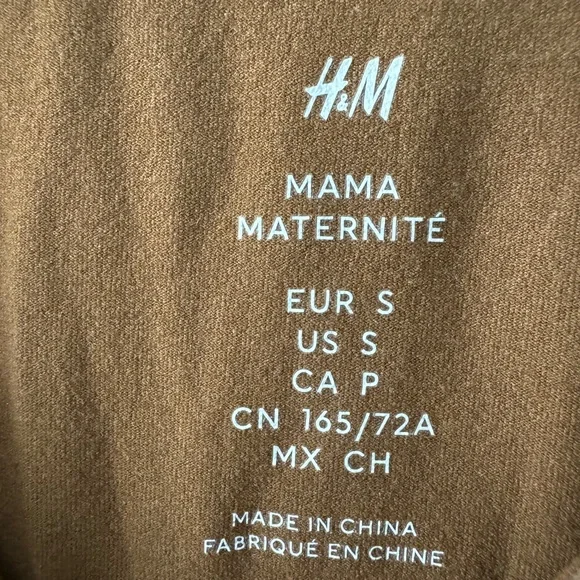 H&M
MAMA
MATERNITÉ
EUR S
US S
CA P
CN 165/72A
MX CH
MADE IN CHINA
FABRIQUÉ EN CHINE